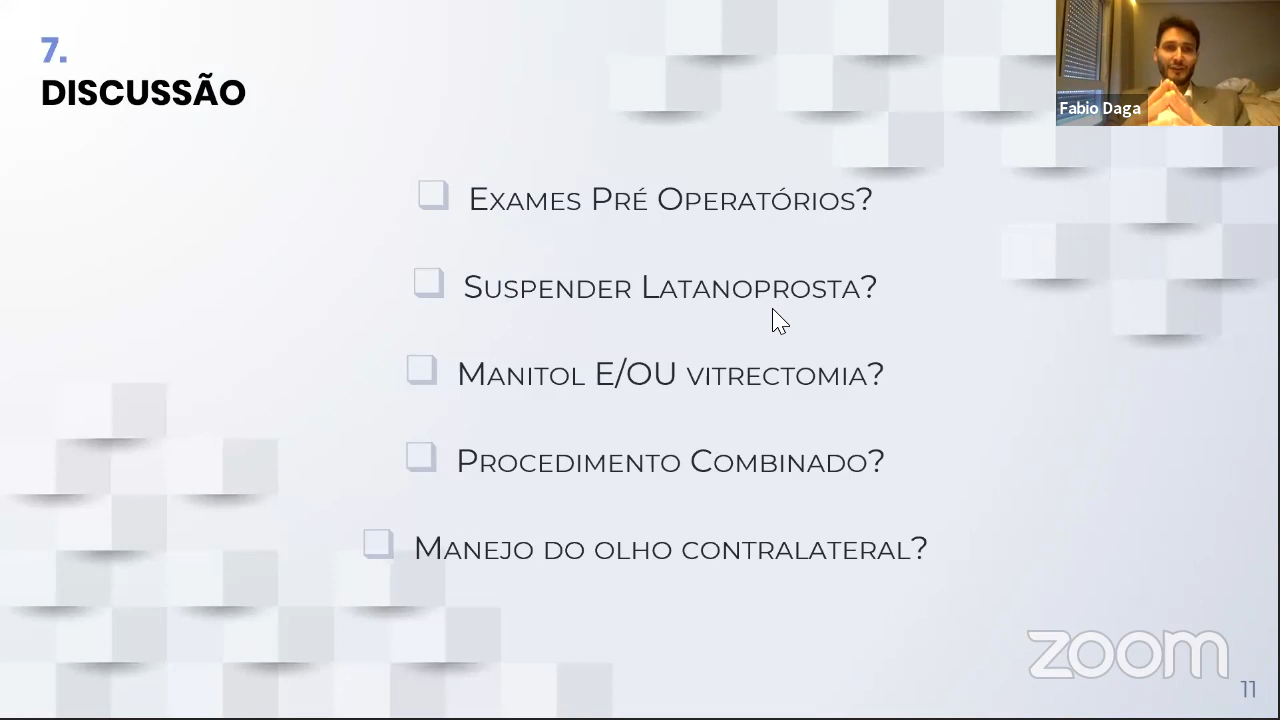 7.
DISCUSSÃO
Fabio Daga
Exames Pré Operatórios?
Suspender Latanoprosta?
Manitol E/OU vitrectomia?
Procedimento Combinado?
Manejo do olho contralateral?
zoom
11